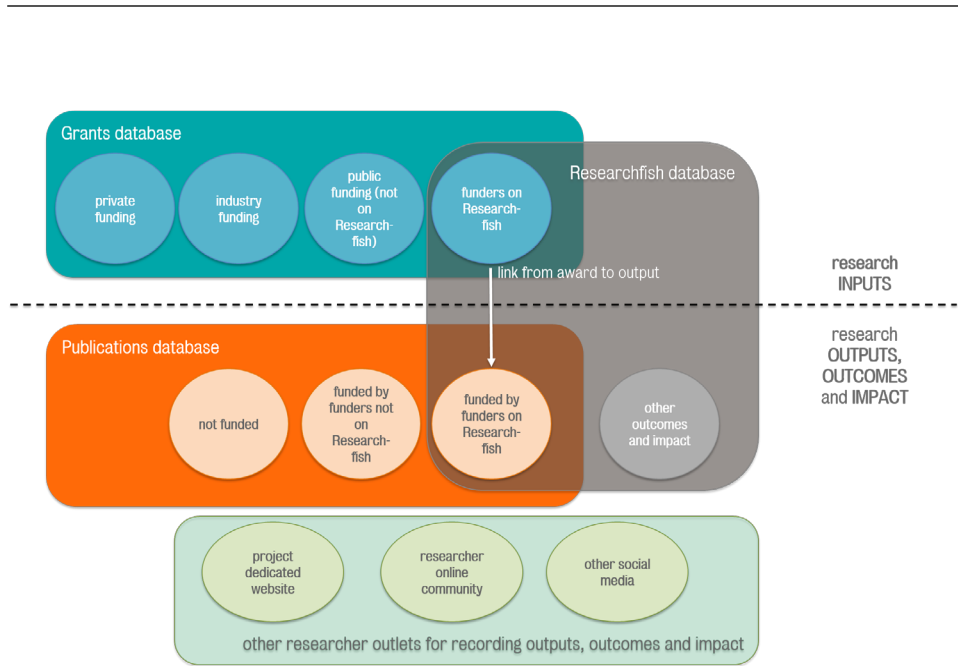 Grants database
Researchfish database
private
funding
industry
funding
public
funding (not
on
Research-
fish)
funders on
Research-
fish
link from award to output
research
INPUTS
research
OUTPUTS,
OUTCOMES
and IMPACT
Publications database
not funded
funded by
funders not
on
Research-
fish
funded by
funders on
Research-
fish
other
outcomes
and impact
project
dedicated
website
researcher
online
community
other social
media
other researcher outlets for recording outputs, outcomes and impact